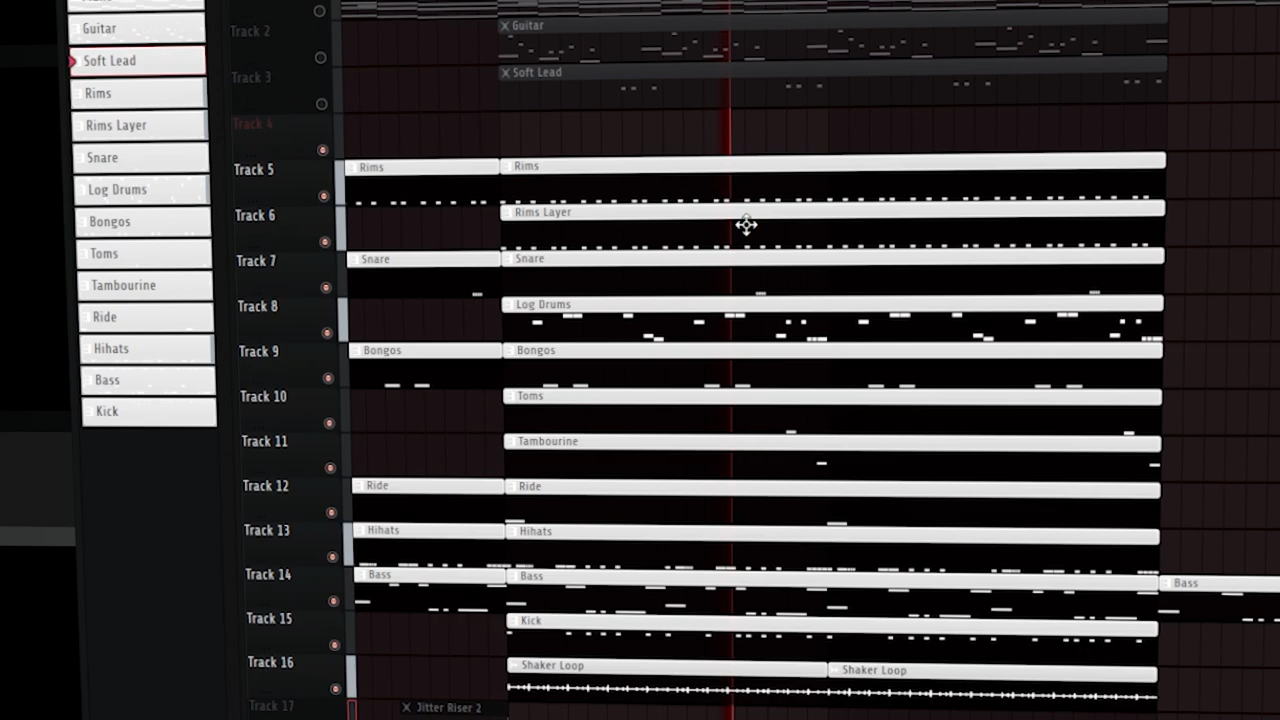 Guitar
Soft Lead
Rims
Rims Layer
Snare
Log Drums
Bongos
Toms
Tambourine
Ride
Hihats
Bass
Kick
Track 2
Guitar
Track 3
Soft Lead
Track 4
Track 5
Rims
Rims
Track 6
Rims Layer
Track 7
Snare
Snare
Track 8
Log Drums
Track 9
Bongos
Bongos
Track 10
Toms
Track 11
Tambourine
Track 12
Ride
Ride
Track 13
Hihats
Hihats
Track 14
Bass
Bass
Bass
Track 15
Kick
Track 16
Shaker Loop
Shaker Loop
Track 17
Jitter Riser 2